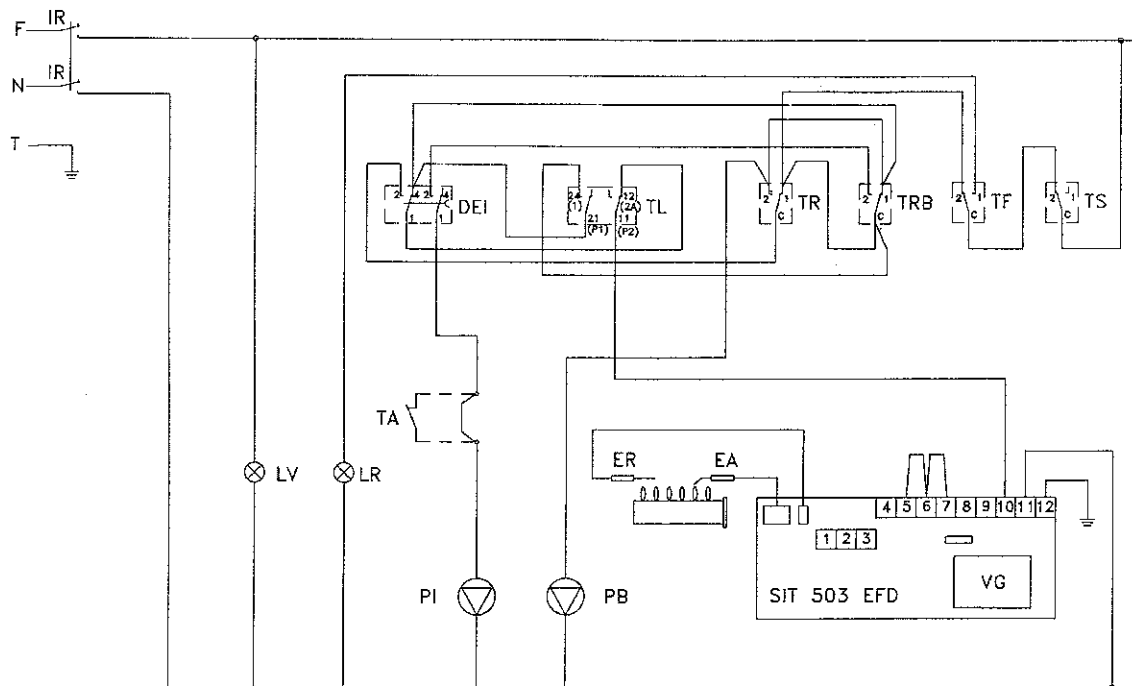 F IR
N IR
T
2 4 2 4
1 1
DEI
24 12
(1) (2A)
21 11
(P1) (P2)
TL
2 1
C
TR
2 1
C
TRB
2 1
C
TF
2 1
C
TS
TA
LV
LR
ER
EA
4 5 6 7 8 9 10 11 12
1 2 3
PI
PB
SIT 503 EFD
VG